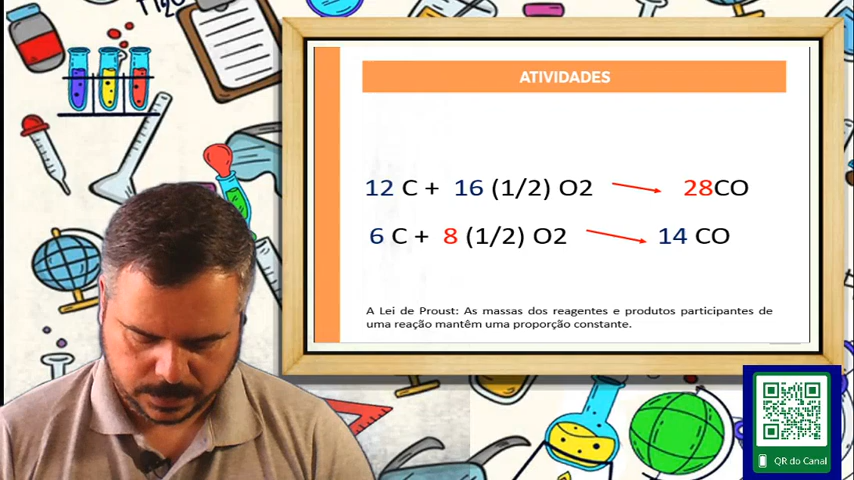 H2O
ATIVIDADES
12 C + 16 (1/2) O2 28CO
6 C + 8 (1/2) O2 14 CO
A Lei de Proust: As massas dos reagentes e produtos participantes de
uma reação mantêm uma proporção constante.
QR do Canal